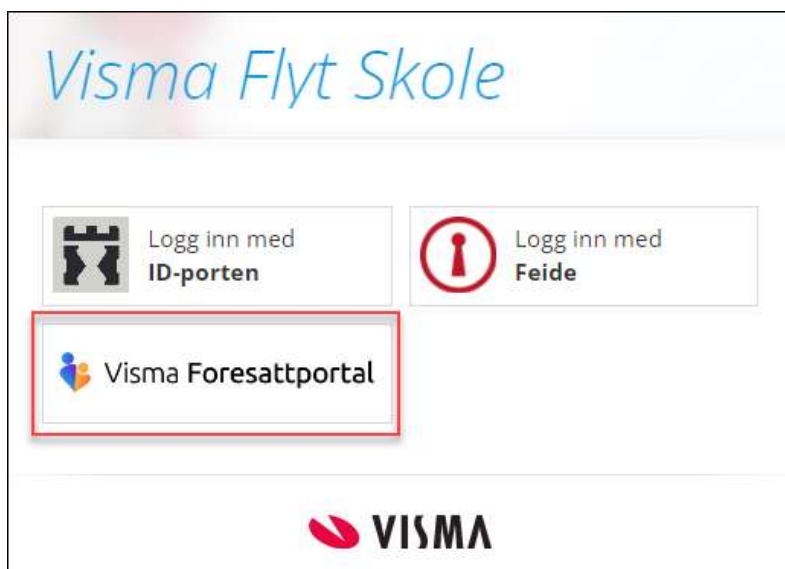 Visma Flyt Skole
Logg inn med
ID-porten
Logg inn med
Feide
Visma Foresattportal
VISMA